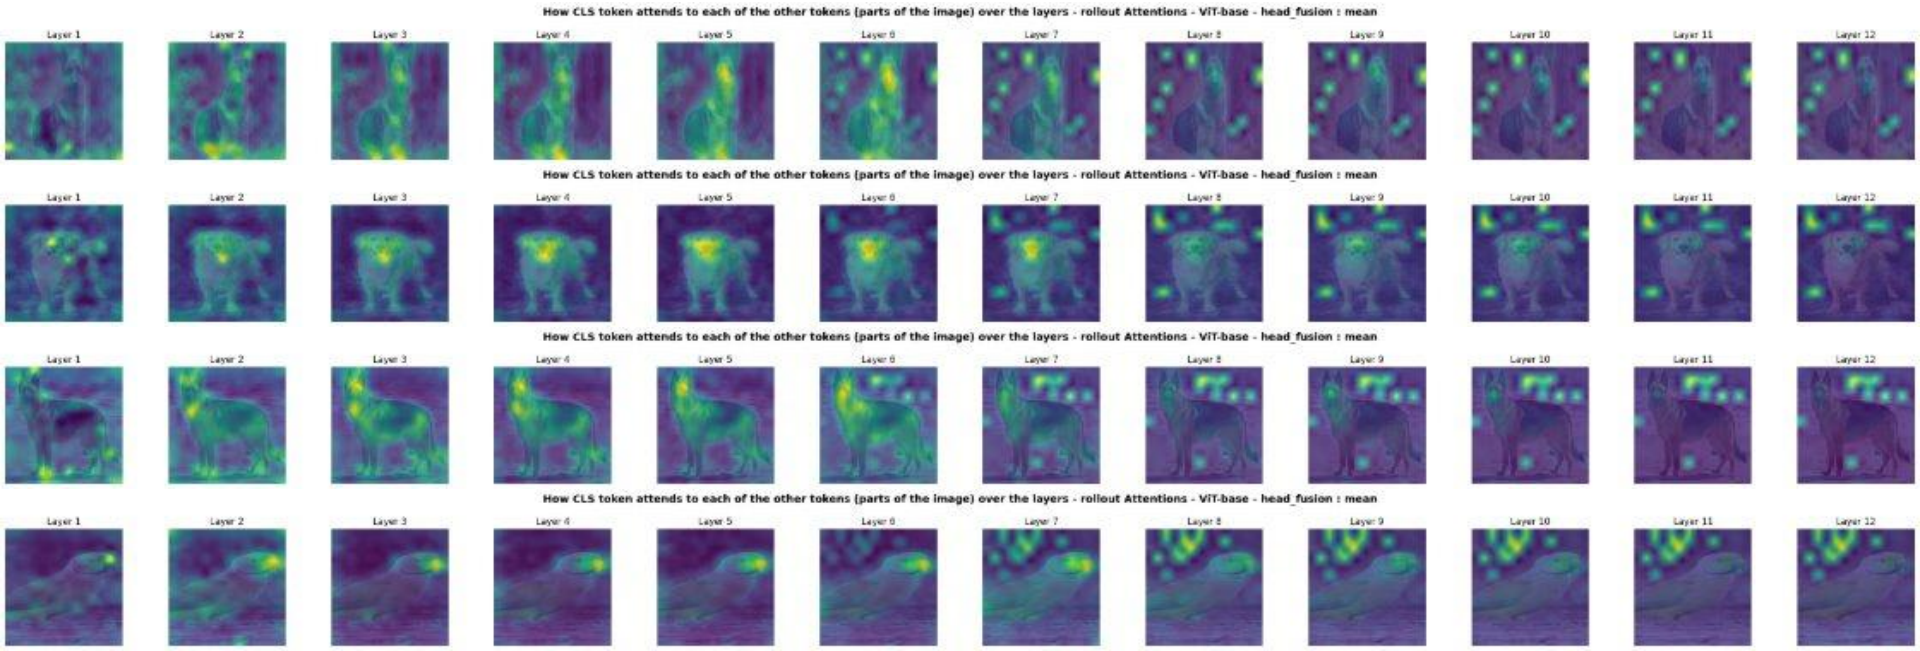 How CLS token attends to each of the other tokens (parts of the image) over the layers - rollout Attentions - ViT-base - head_fusion : mean
Layer 1 Layer 2 Layer 3 Layer 4 Layer 5 Layer 6 Layer 7 Layer 8 Layer 9 Layer 10 Layer 11 Layer 12
How CLS token attends to each of the other tokens (parts of the image) over the layers - rollout Attentions - ViT-base - head_fusion : mean
Layer 1 Layer 2 Layer 3 Layer 4 Layer 5 Layer 6 Layer 7 Layer 8 Layer 9 Layer 10 Layer 11 Layer 12
How CLS token attends to each of the other tokens (parts of the image) over the layers - rollout Attentions - ViT-base - head_fusion : mean
Layer 1 Layer 2 Layer 3 Layer 4 Layer 5 Layer 6 Layer 7 Layer 8 Layer 9 Layer 10 Layer 11 Layer 12
How CLS token attends to each of the other tokens (parts of the image) over the layers - rollout Attentions - ViT-base - head_fusion : mean
Layer 1 Layer 2 Layer 3 Layer 4 Layer 5 Layer 6 Layer 7 Layer 8 Layer 9 Layer 10 Layer 11 Layer 12